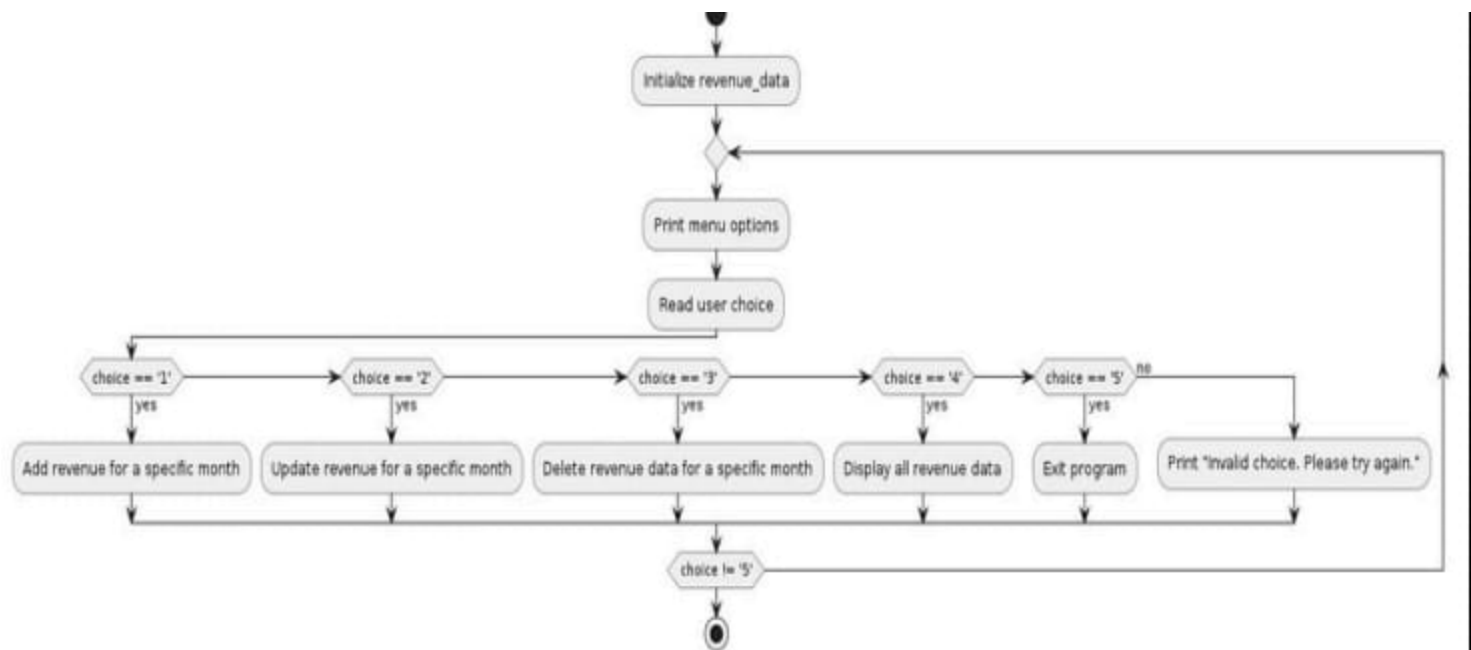 Initialize revenue_data
Print menu options
Read user choice
choice == '1'
choice == '2'
choice == '3'
choice == '4'
choice == '5'
no
yes
yes
yes
yes
yes
Add revenue for a specific month
Update revenue for a specific month
Delete revenue data for a specific month
Display all revenue data
Exit program
Print "Invalid choice. Please try again."
choice != '5'